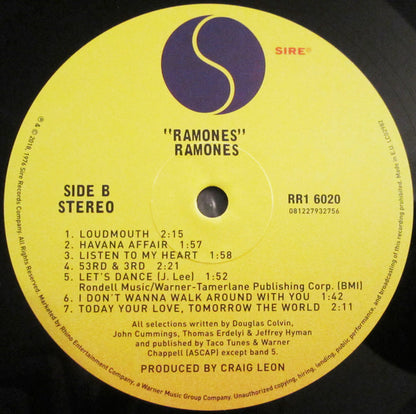 SIRE®
"RAMONES"
RAMONES
SIDE B
STEREO
RR1 6020
081227932756
1. LOUDMOUTH 2:15
2. HAVANA AFFAIR 1:57
3. LISTEN TO MY HEART 1:58
4. 53RD & 3RD 2:21
5. LET'S DANCE (J. Lee) 1:52
Rondell Music/Warner-Tamerlane Publishing Corp. (BMI)
6. I DON'T WANNA WALK AROUND WITH YOU 1:42
7. TODAY YOUR LOVE, TOMORROW THE WORLD 2:11
All selections written by Douglas Colvin,
John Cummings, Thomas Erdelyi & Jeffrey Hyman
and published by Taco Tunes & Warner
Chappell (ASCAP) except band 5.
PRODUCED BY CRAIG LEON
℗ & © 2018, 1976 Sire Records Company. All Rights Reserved. Marketed by Rhino Entertainment Company, a Warner Music Group Company. Unauthorized copying, hiring, lending, public performance, and broadcasting of this recording prohibited. Made in E.U. LC02982